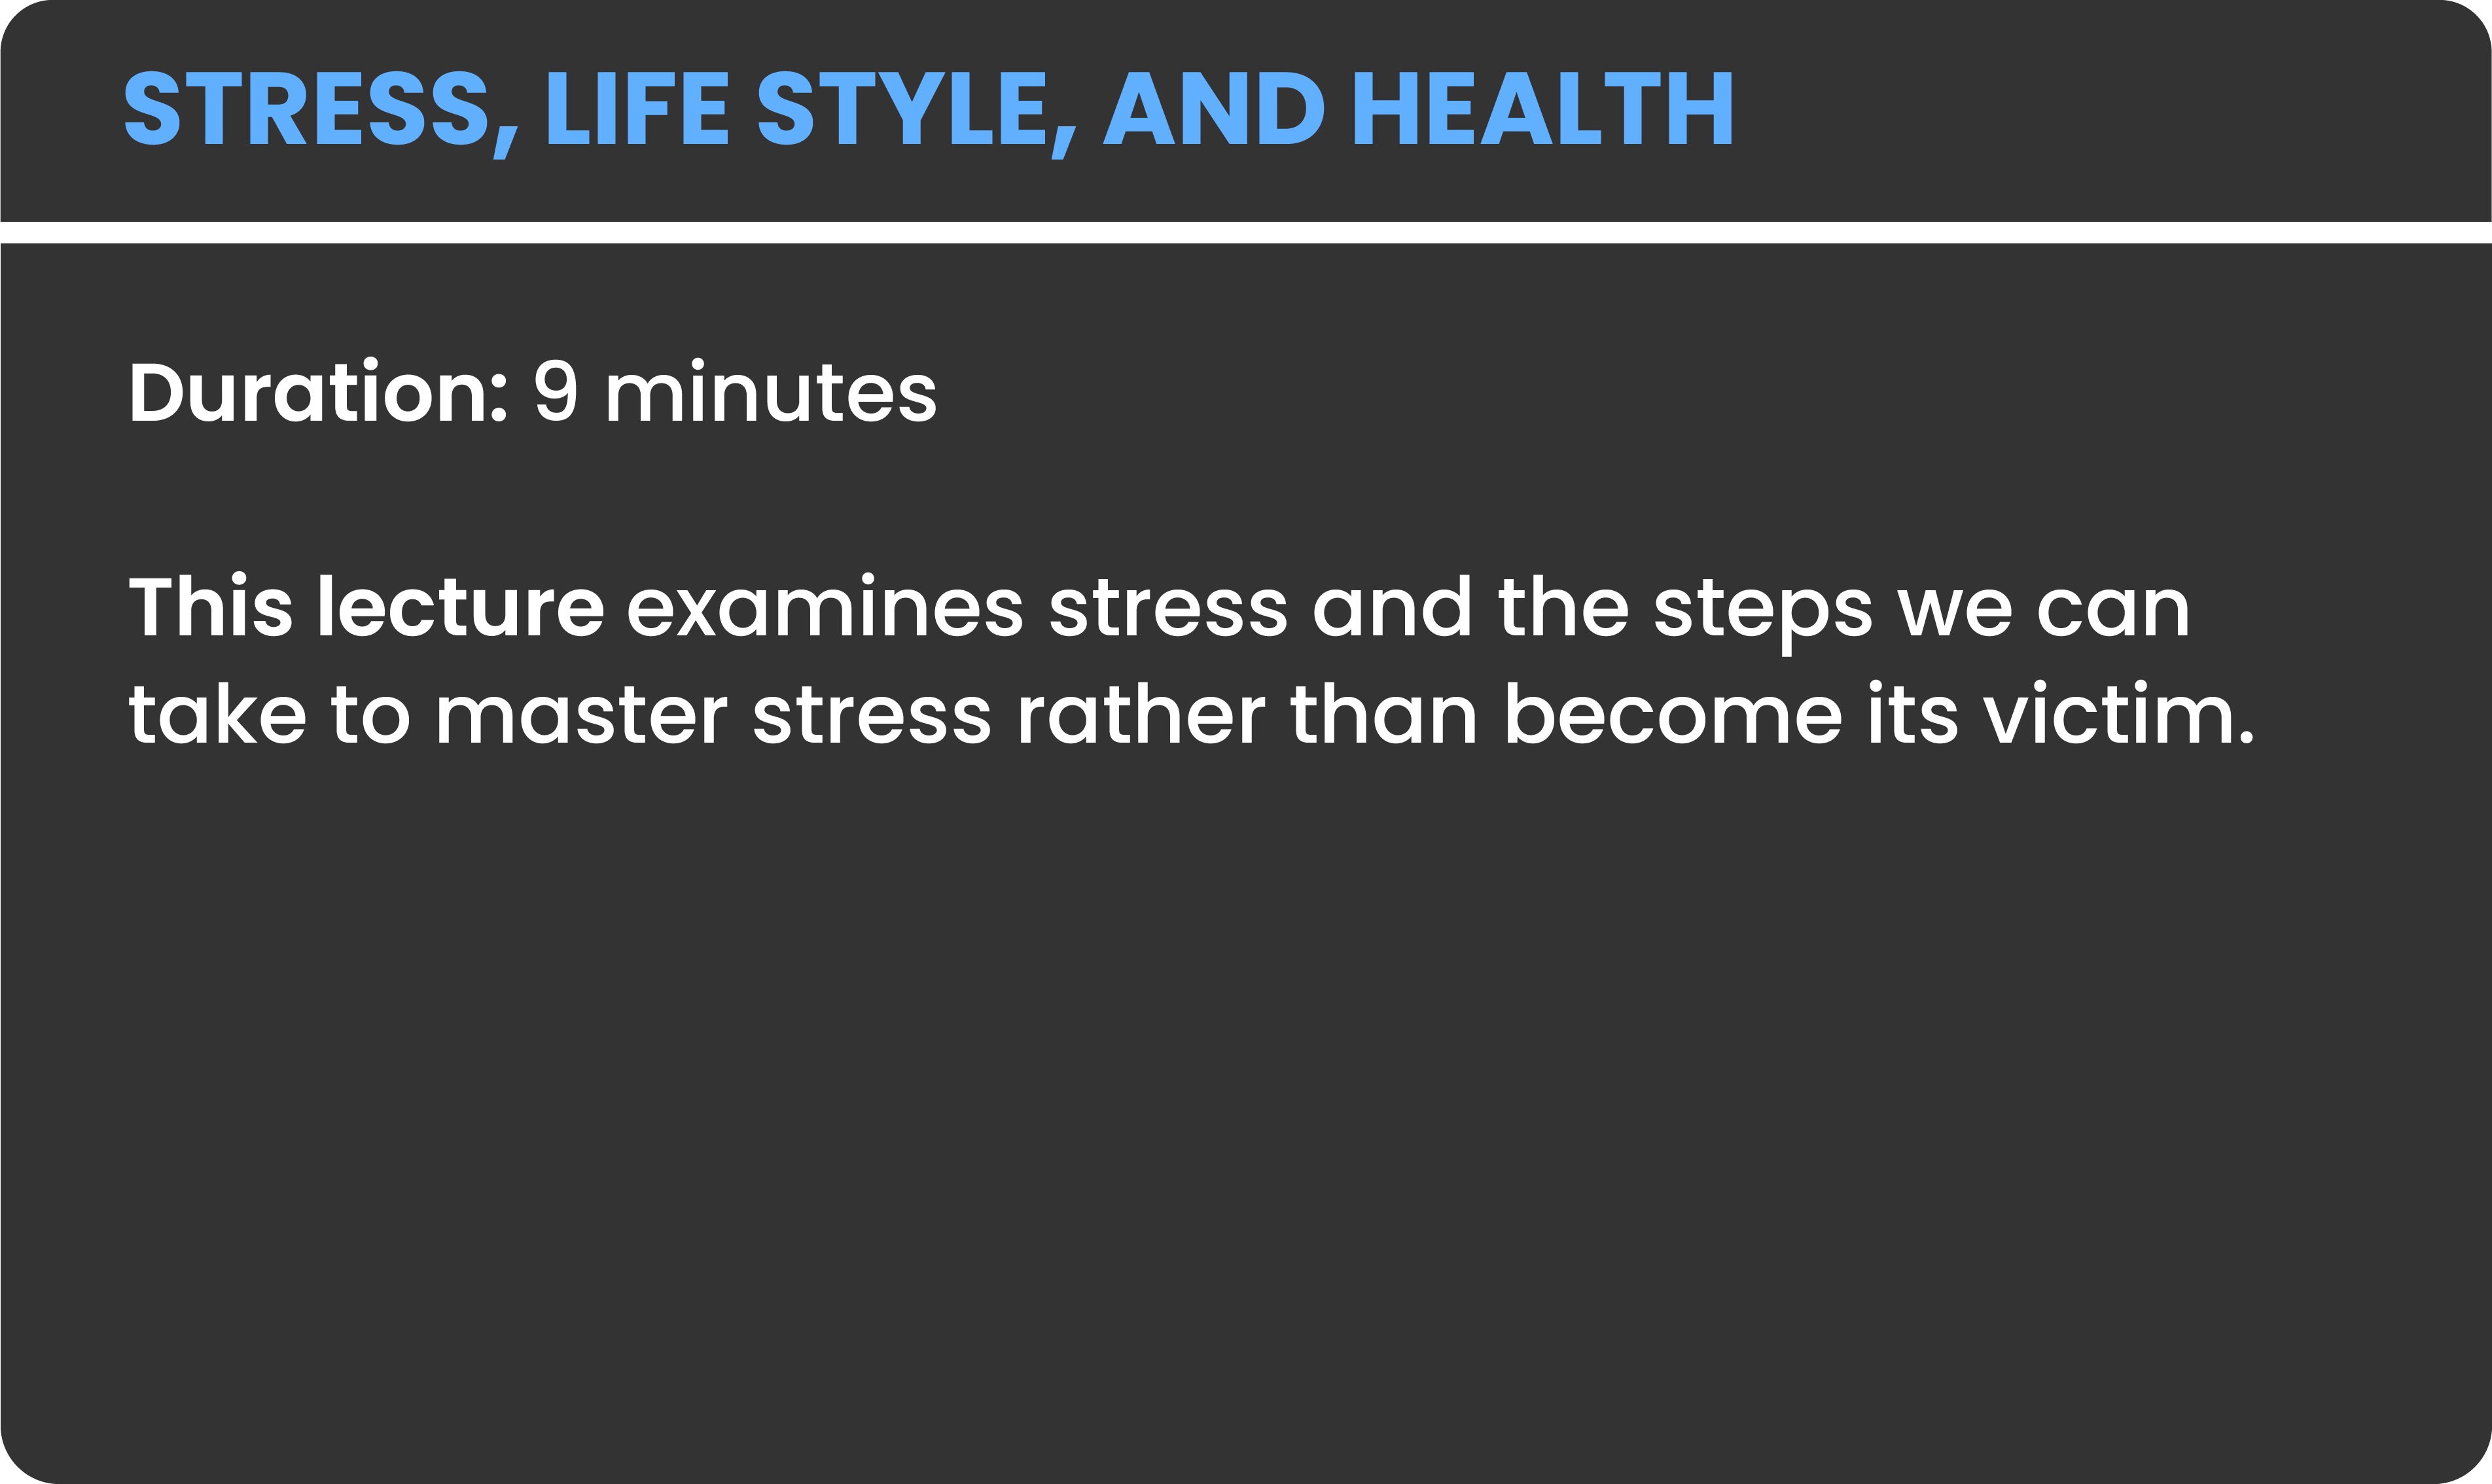 STRESS, LIFE STYLE, AND HEALTH
Duration: 9 minutes
This lecture examines stress and the steps we can
take to master stress rather than become its victim.